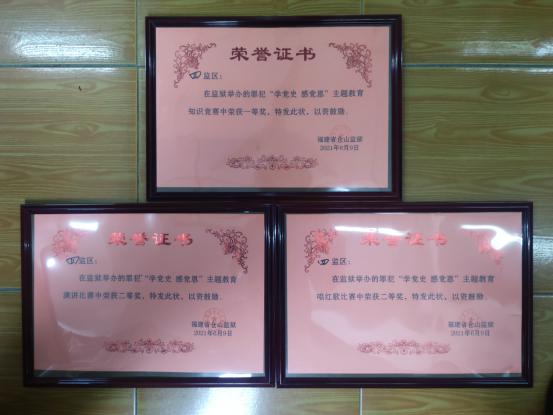 荣誉证书
四监区：
在监狱举办的罪犯“学党史 感党恩”主题教育
知识竞赛中荣获一等奖，特发此状，以资鼓励。
福建省仓山监狱
2021年6月9日
荣誉证书
四监区：
在监狱举办的罪犯“学党史 感党恩”主题教育
演讲比赛中荣获二等奖，特发此状，以资鼓励。
福建省仓山监狱
2021年6月9日
荣誉证书
四监区：
在监狱举办的罪犯“学党史 感党恩”主题教育
唱红歌比赛中荣获二等奖，特发此状，以资鼓励。
福建省仓山监狱
2021年6月9日